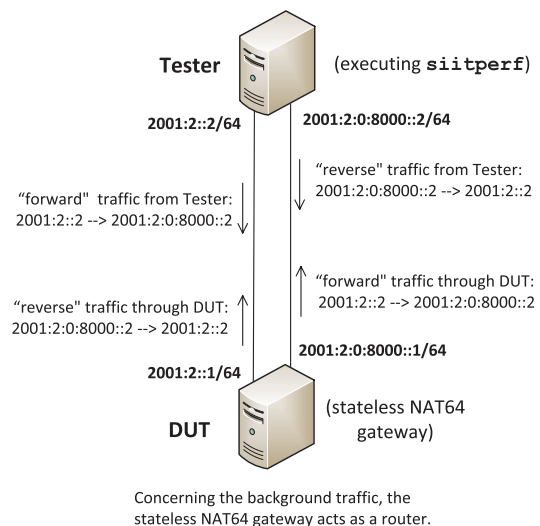 Tester
(executing siitperf)
2001:2::2/64
2001:2:0:8000::2/64
“forward" traffic from Tester:
2001:2::2 --> 2001:2:0:8000::2
“reverse" traffic from Tester:
2001:2:0:8000::2 --> 2001:2::2
“reverse" traffic through DUT:
2001:2:0:8000::2 --> 2001:2::2
“forward" traffic through DUT:
2001:2::2 --> 2001:2:0:8000::2
2001:2::1/64
2001:2:0:8000::1/64
DUT
(stateless NAT64
gateway)
Concerning the background traffic, the
stateless NAT64 gateway acts as a router.